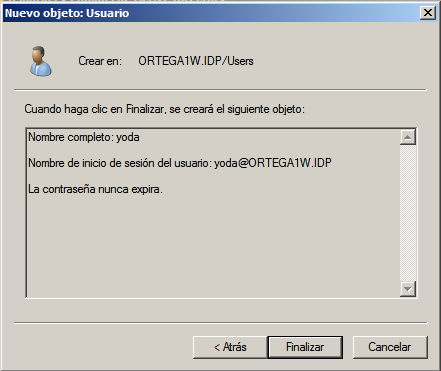 Nuevo objeto: Usuario
Crear en: ORTEGA1W.IDP/Users
Cuando haga clic en Finalizar, se creará el siguiente objeto:
Nombre completo: yoda
Nombre de inicio de sesión del usuario: yoda@ORTEGA1W.IDP
La contraseña nunca expira.
< Atrás Finalizar Cancelar